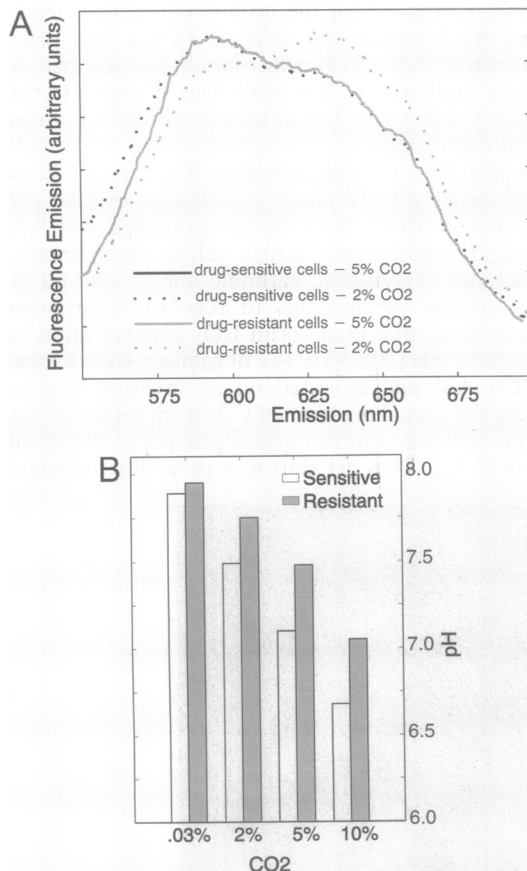 A
Fluorescence Emission (arbitrary units)
drug-sensitive cells – 5% CO2
drug-sensitive cells – 2% CO2
drug-resistant cells – 5% CO2
drug-resistant cells – 2% CO2
575 600 625 650 675
Emission (nm)
B
Sensitive
Resistant
8.0
7.5
7.0
6.5
6.0
pH
.03% 2% 5% 10%
CO2